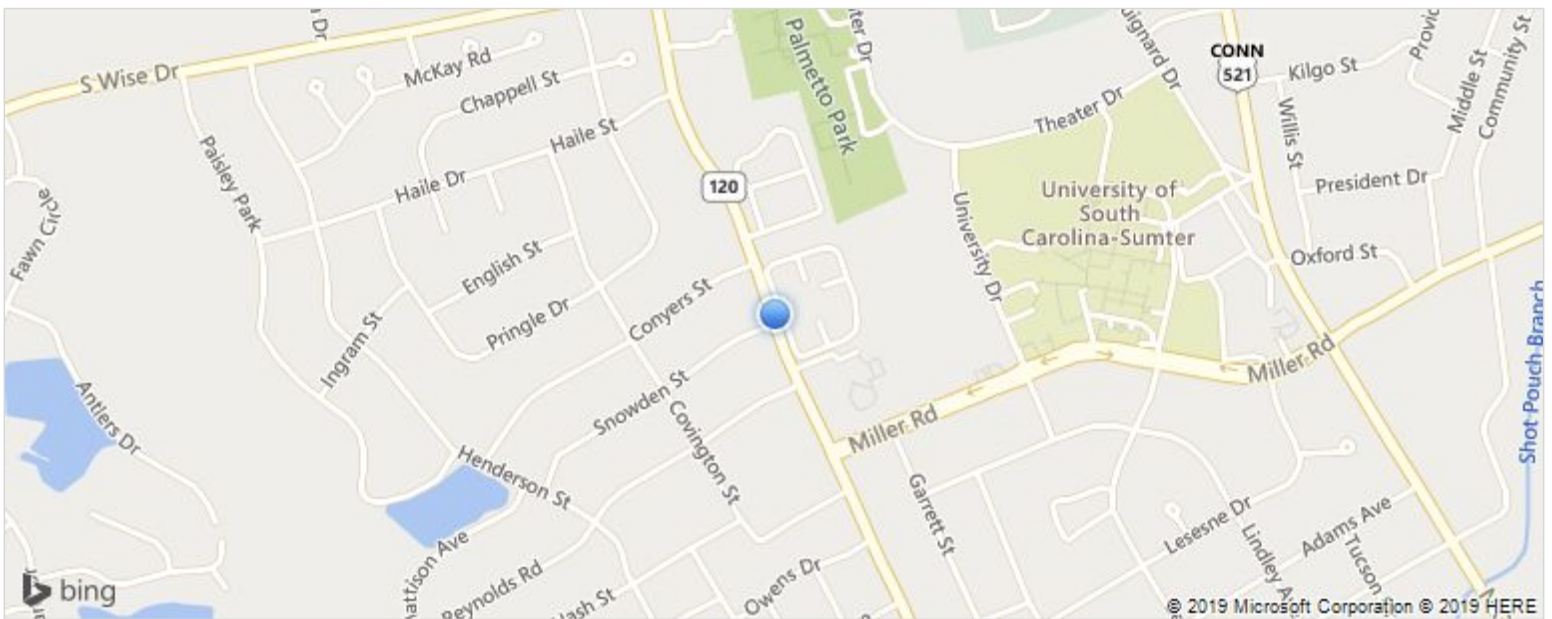 S Wise Dr
McKay Rd
Chappell St
Haile St
Haile Dr
Paisley Park
Fawn Circle
English St
Ingram St
Pringle Dr
Conyers St
Snowden St
Covington St
Henderson St
Antlers Dr
Reynolds Rd
Owens Dr
120
Palmetto Park
Theater Dr
University Dr
University of
South
Carolina-Sumter
CONN
521
Kilgo St
Willis St
Middle St
Community St
President Dr
Oxford St
Miller Rd
Miller Rd
Garrett St
Lesesne Dr
Adams Ave
Shot Pouch Branch
bing
© 2019 Microsoft Corporation © 2019 HERE